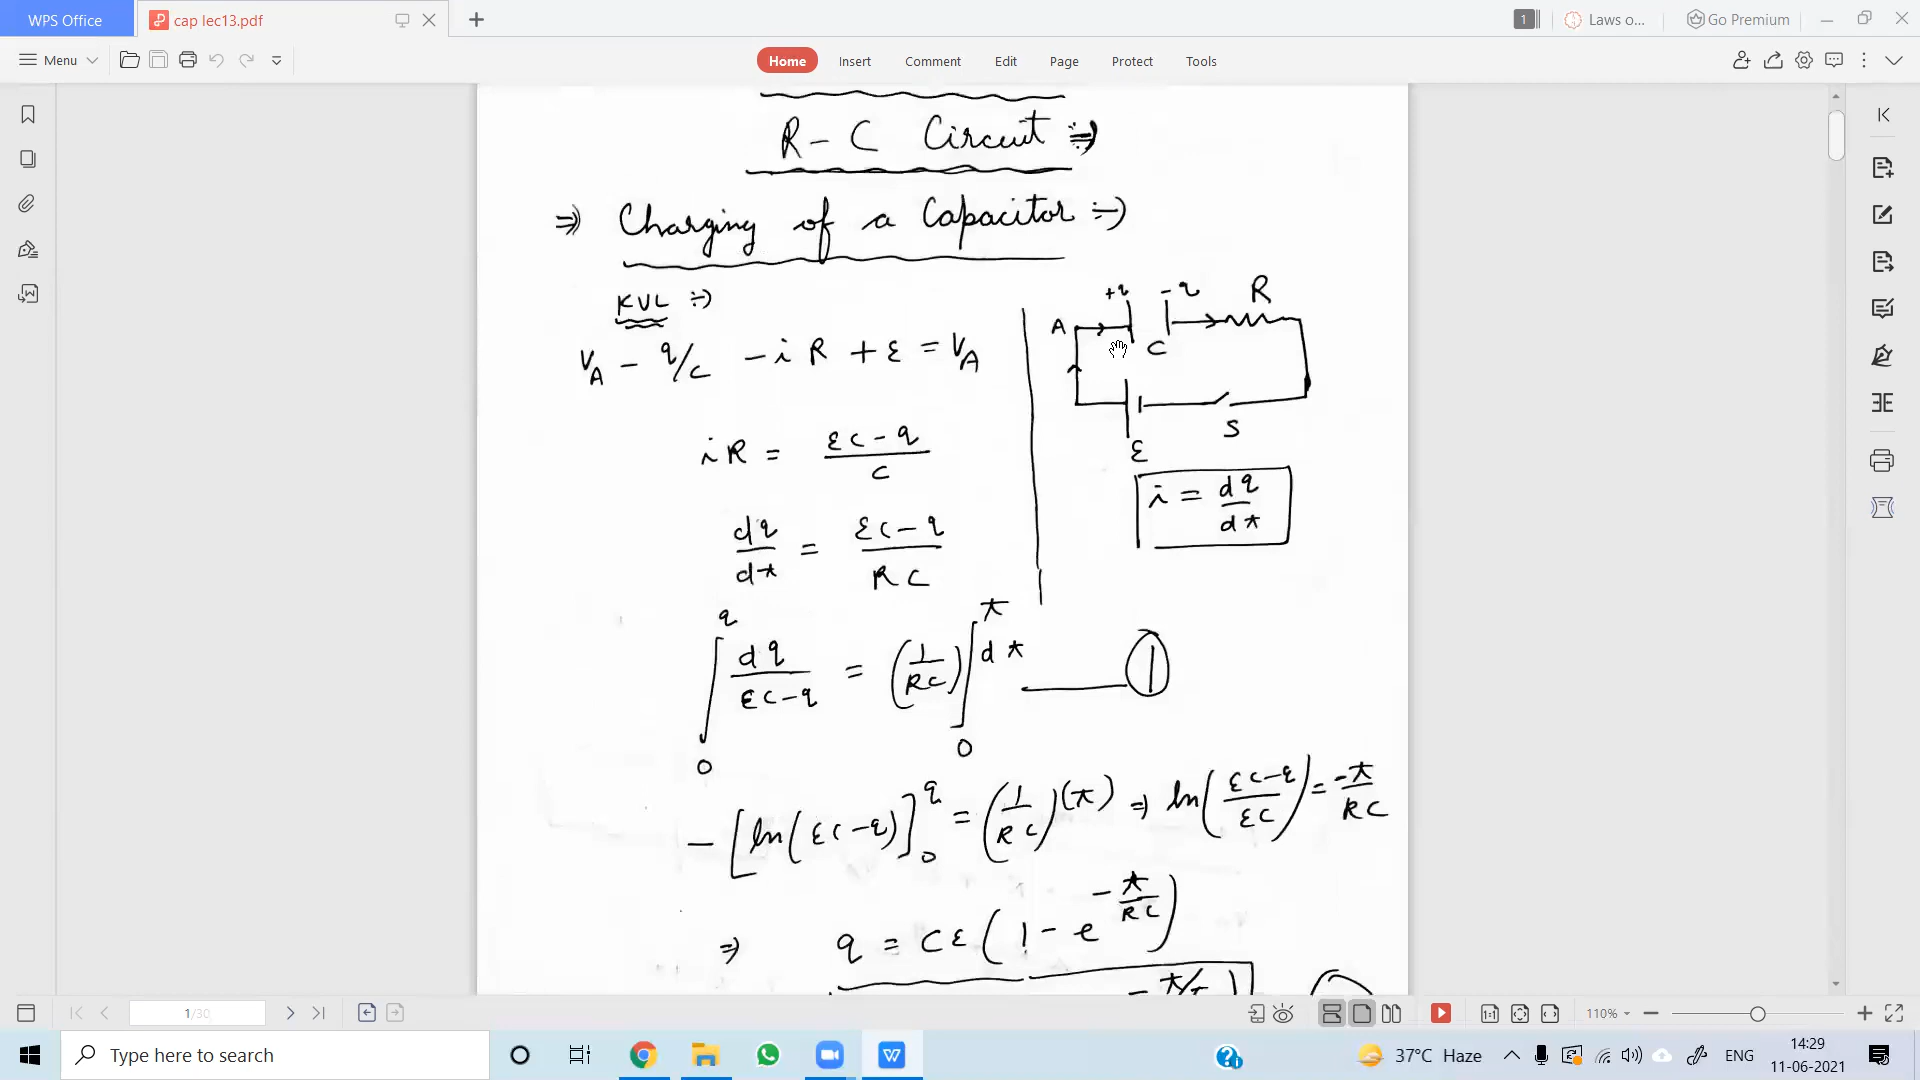 WPS Office
cap lec13.pdf
1
Laws o...
Go Premium
Menu
Home
Insert
Comment
Edit
Page
Protect
Tools
R - C Circuit ⇒
⇒ Charging of a Capacitor ÷)
KVL ÷)
V_A - q/c - i R + ε = V_A
+q -q R
A
C
S
ε
i = dq/dt
iR = (εc - q)/c
dq/dt = (εc - q)/RC
∫₀^q dq/(εc - q) = (1/RC) ∫₀^t dt ——— ①
- [ln(εc - q)]₀^q = (1/RC)(t) ⇒ ln((εc - q)/εc) = -t/RC
⇒ q = cε(1 - e^(-t/RC))
1/30
110%
Type here to search
37°C Haze
ENG
14:29
11-06-2021